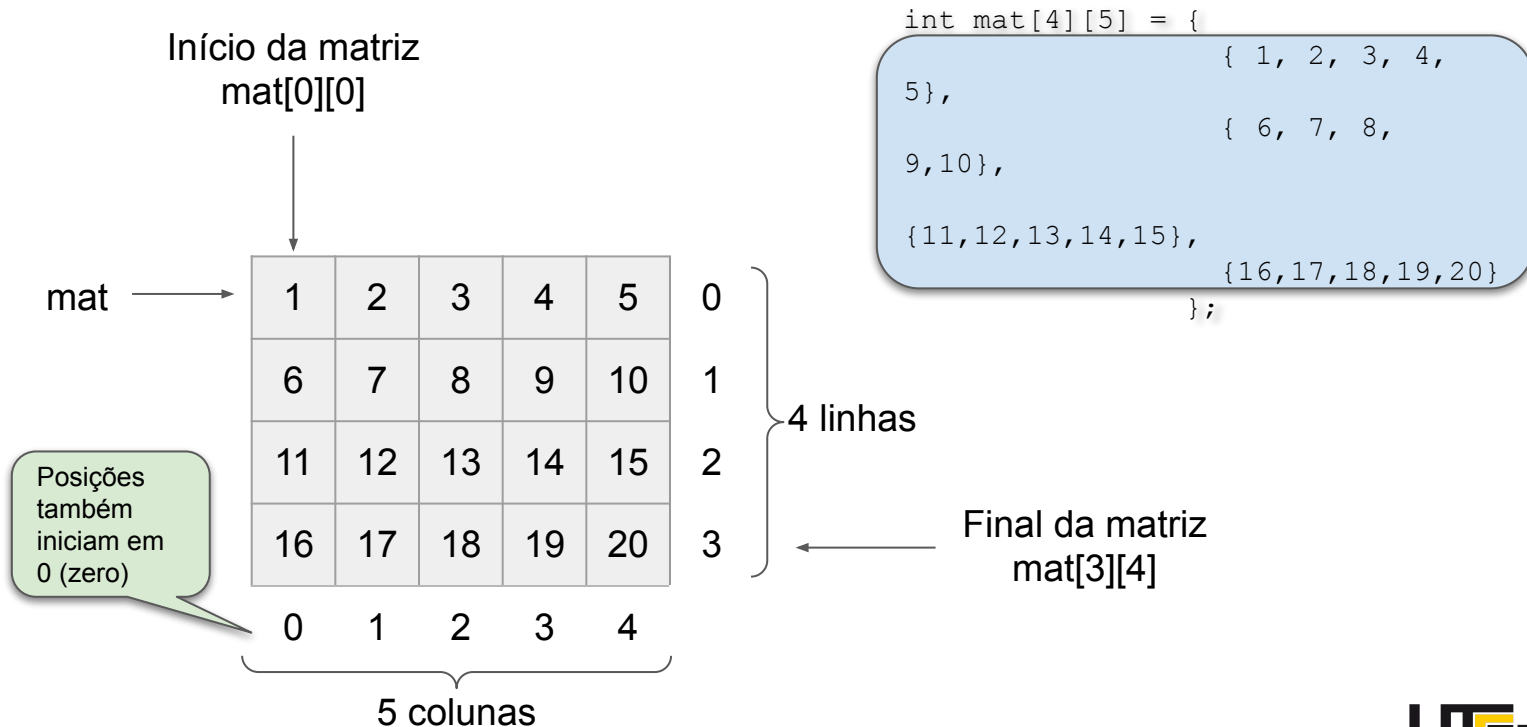 Início da matriz
mat[0][0]
int mat[4][5] = {
{ 1, 2, 3, 4,
5},
{ 6, 7, 8,
9,10},
{11,12,13,14,15},
{16,17,18,19,20}
};
mat
1 2 3 4 5 0
6 7 8 9 10 1
11 12 13 14 15 2
16 17 18 19 20 3
0 1 2 3 4
4 linhas
Posições
também
iniciam em
0 (zero)
Final da matriz
mat[3][4]
5 colunas